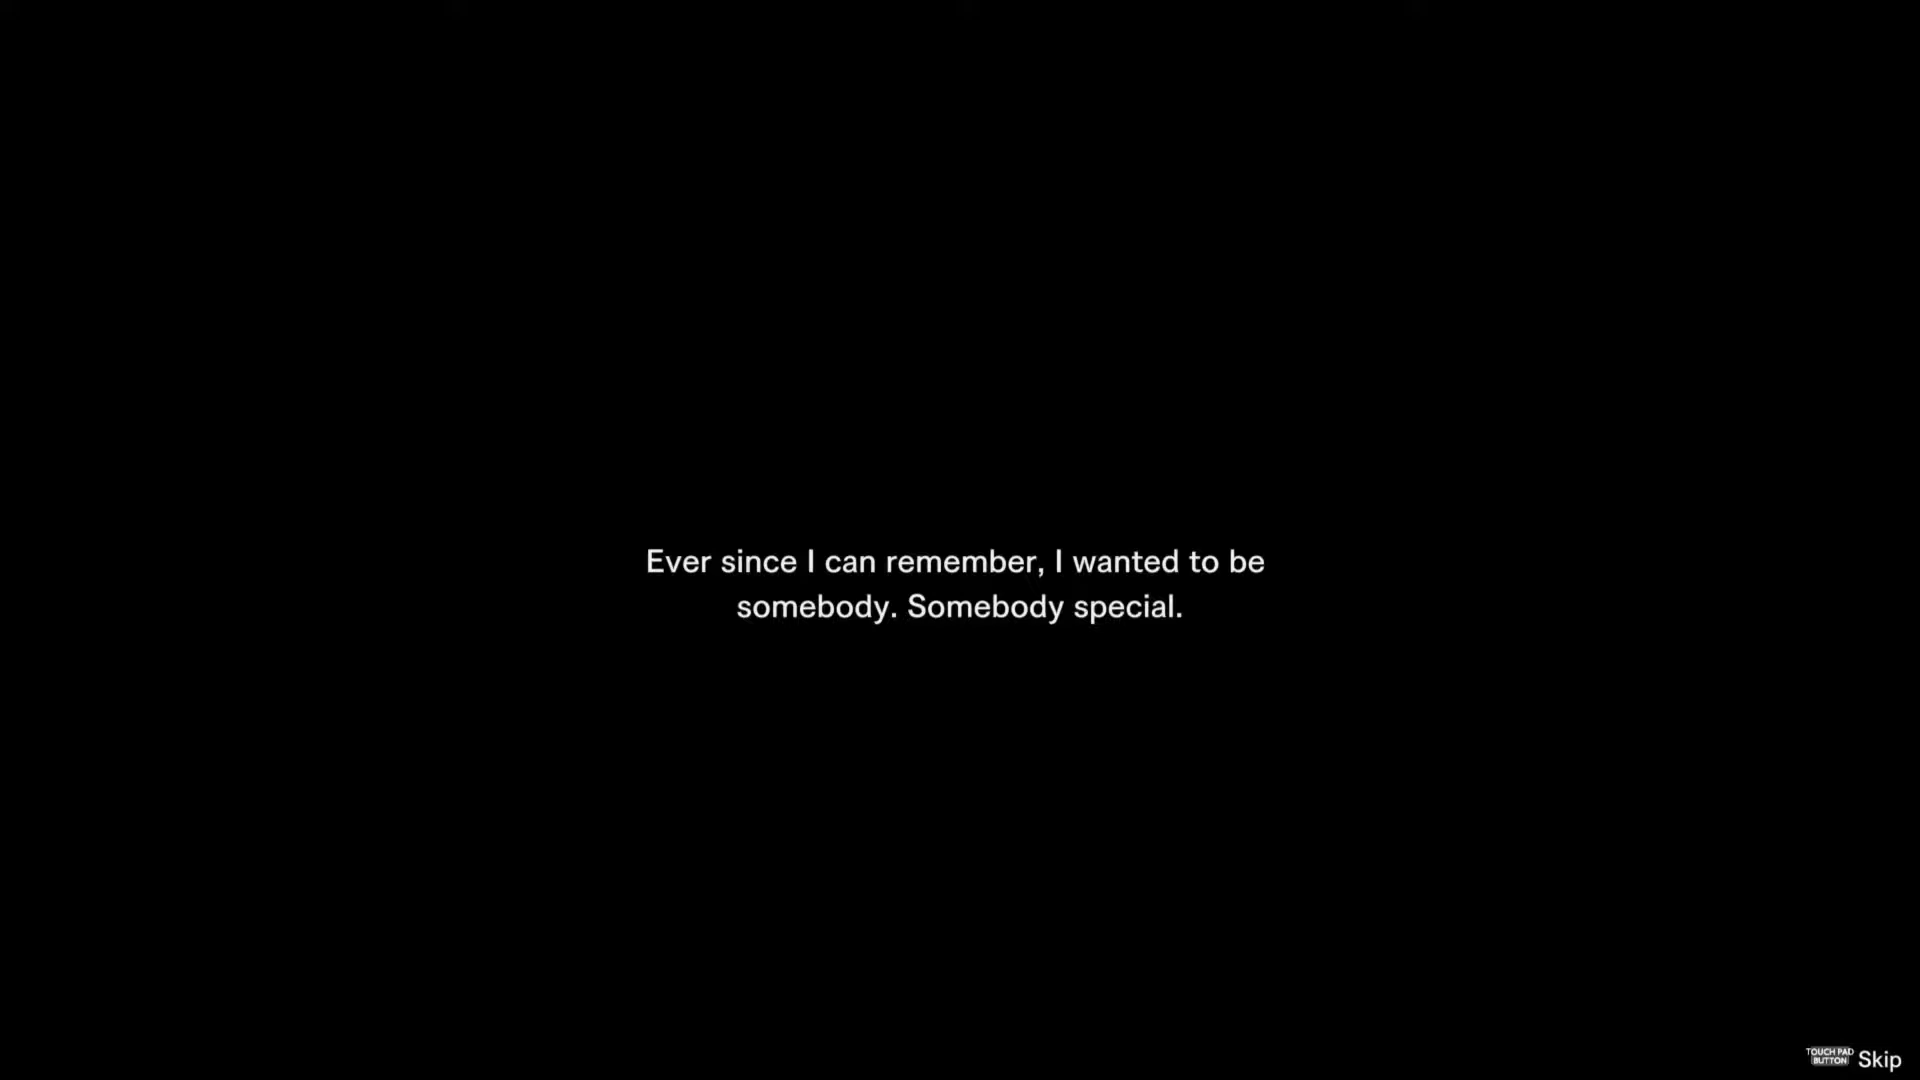 Ever since I can remember, I wanted to be
somebody. Somebody special.
TOUCH PAD
BUTTON Skip